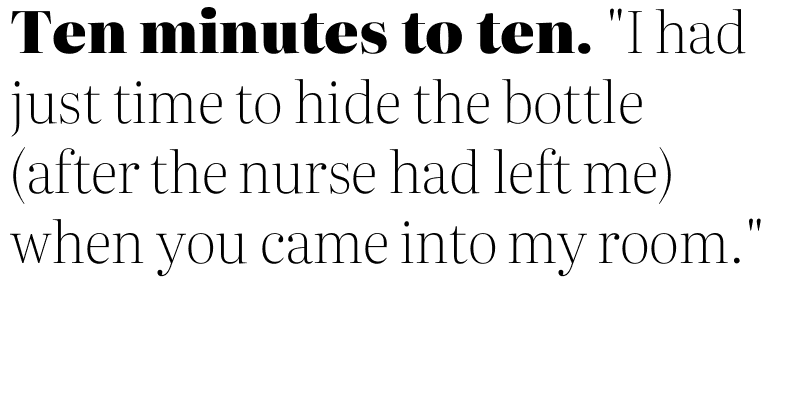 Ten minutes to ten. "I had
just time to hide the bottle
(after the nurse had left me)
when you came into my room."